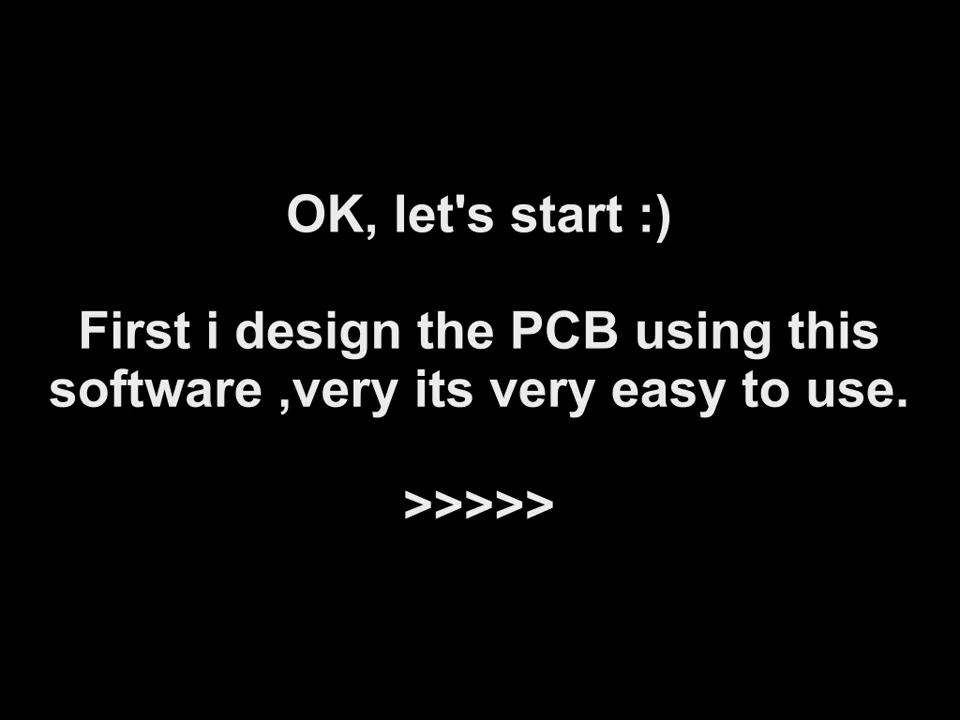 OK, let's start :)
First i design the PCB using this
software ,very its very easy to use.
>>>>>